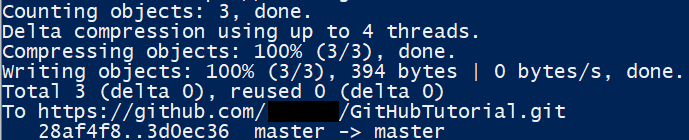 Counting objects: 3, done.
Delta compression using up to 4 threads.
Compressing objects: 100% (3/3), done.
Writing objects: 100% (3/3), 394 bytes | 0 bytes/s, done.
Total 3 (delta 0), reused 0 (delta 0)
To https://github.com/ /GitHubTutorial.git
   28af4f8..3d0ec36  master -> master